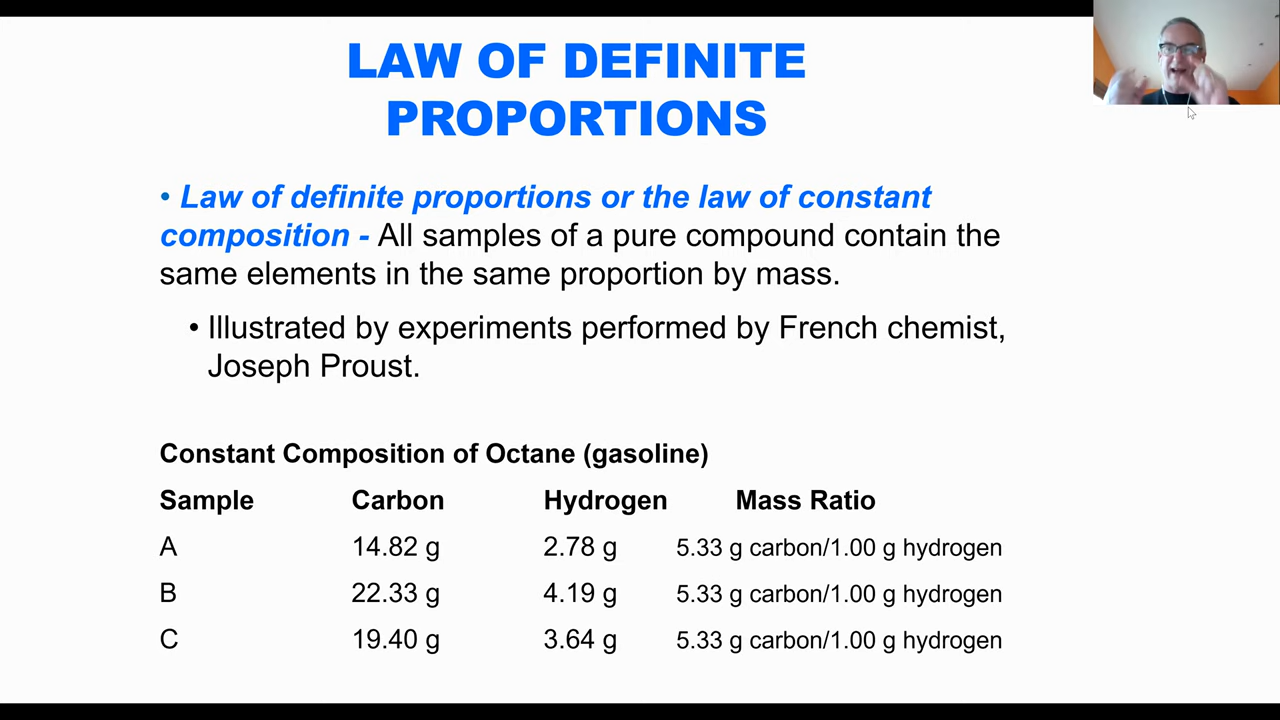 LAW OF DEFINITE
PROPORTIONS
• Law of definite proportions or the law of constant
composition - All samples of a pure compound contain the
same elements in the same proportion by mass.
• Illustrated by experiments performed by French chemist,
Joseph Proust.
Constant Composition of Octane (gasoline)
Sample Carbon Hydrogen Mass Ratio
A 14.82 g 2.78 g 5.33 g carbon/1.00 g hydrogen
B 22.33 g 4.19 g 5.33 g carbon/1.00 g hydrogen
C 19.40 g 3.64 g 5.33 g carbon/1.00 g hydrogen